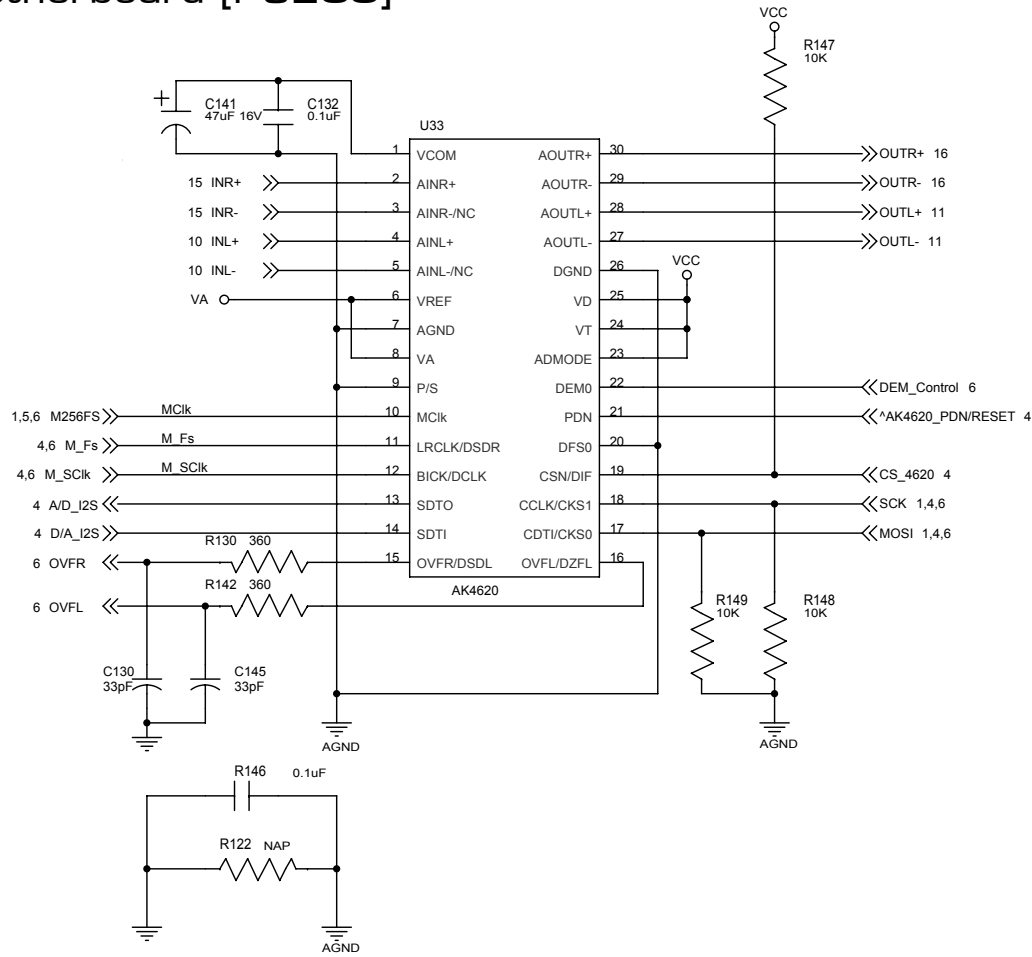 VCC
R147
10K
C141
47uF 16V
C132
0.1uF
U33
1 VCOM AOUTR+ 30 OUTR+ 16
15 INR+ 2 AINR+ AOUTR- 29 OUTR- 16
15 INR- 3 AINR-/NC AOUTL+ 28 OUTL+ 11
10 INL+ 4 AINL+ AOUTL- 27 OUTL- 11
10 INL- 5 AINL-/NC DGND 26 VCC
VA 6 VREF VD 25
7 AGND VT 24
8 VA ADMODE 23
9 P/S DEM0 22 DEM_Control 6
1,5,6 M256FS MClk 10 MClk PDN 21 ^AK4620_PDN/RESET 4
4,6 M_Fs M_Fs 11 LRCLK/DSDR DFS0 20
4,6 M_SClk M_SClk 12 BICK/DCLK CSN/DIF 19 CS_4620 4
4 A/D_I2S 13 SDTO CCLK/CKS1 18 SCK 1,4,6
4 D/A_I2S 14 SDTI CDTI/CKS0 17 MOSI 1,4,6
R130 360
6 OVFR 15 OVFR/DSDL OVFL/DZFL 16
R142 360
AK4620
6 OVFL
R149
10K
R148
10K
C130
33pF
C145
33pF
AGND
AGND
R146 0.1uF
R122 NAP
AGND